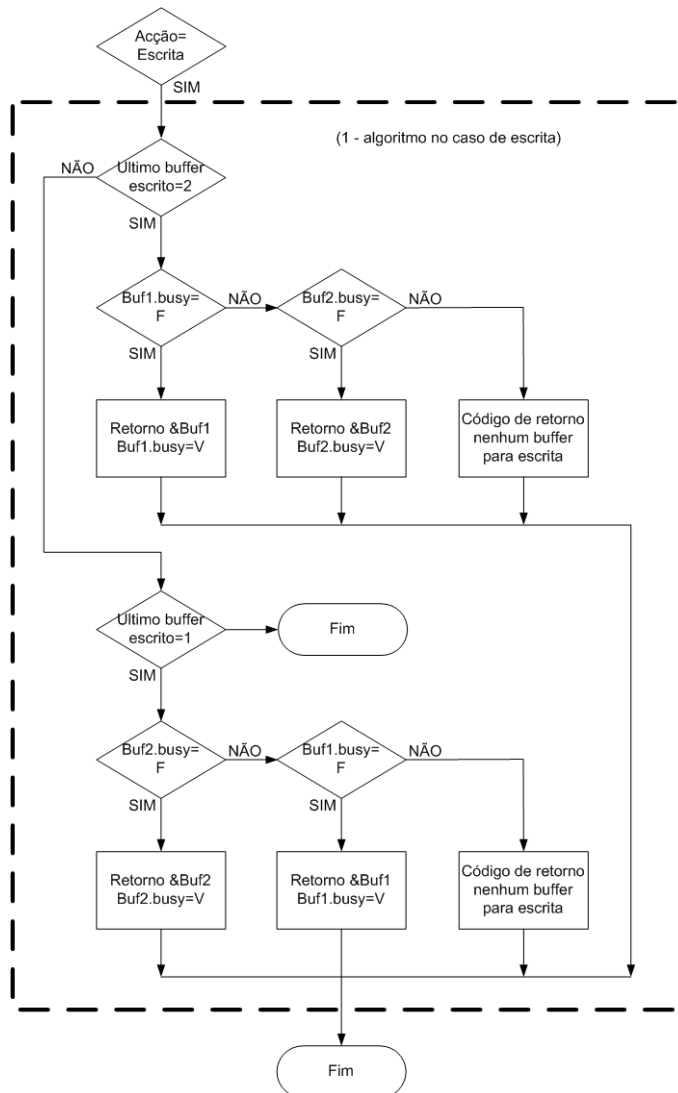 Acção=
Escrita
SIM
(1 - algoritmo no caso de escrita)
NÃO
Último buffer
escrito=2
SIM
Buf1.busy=
F
NÃO
Buf2.busy=
F
NÃO
SIM
SIM
Retorno &Buf1
Buf1.busy=V
Retorno &Buf2
Buf2.busy=V
Código de retorno
nenhum buffer
para escrita
Último buffer
escrito=1
Fim
SIM
Buf2.busy=
F
NÃO
Buf1.busy=
F
NÃO
SIM
SIM
Retorno &Buf2
Buf2.busy=V
Retorno &Buf1
Buf1.busy=V
Código de retorno
nenhum buffer
para escrita
Fim